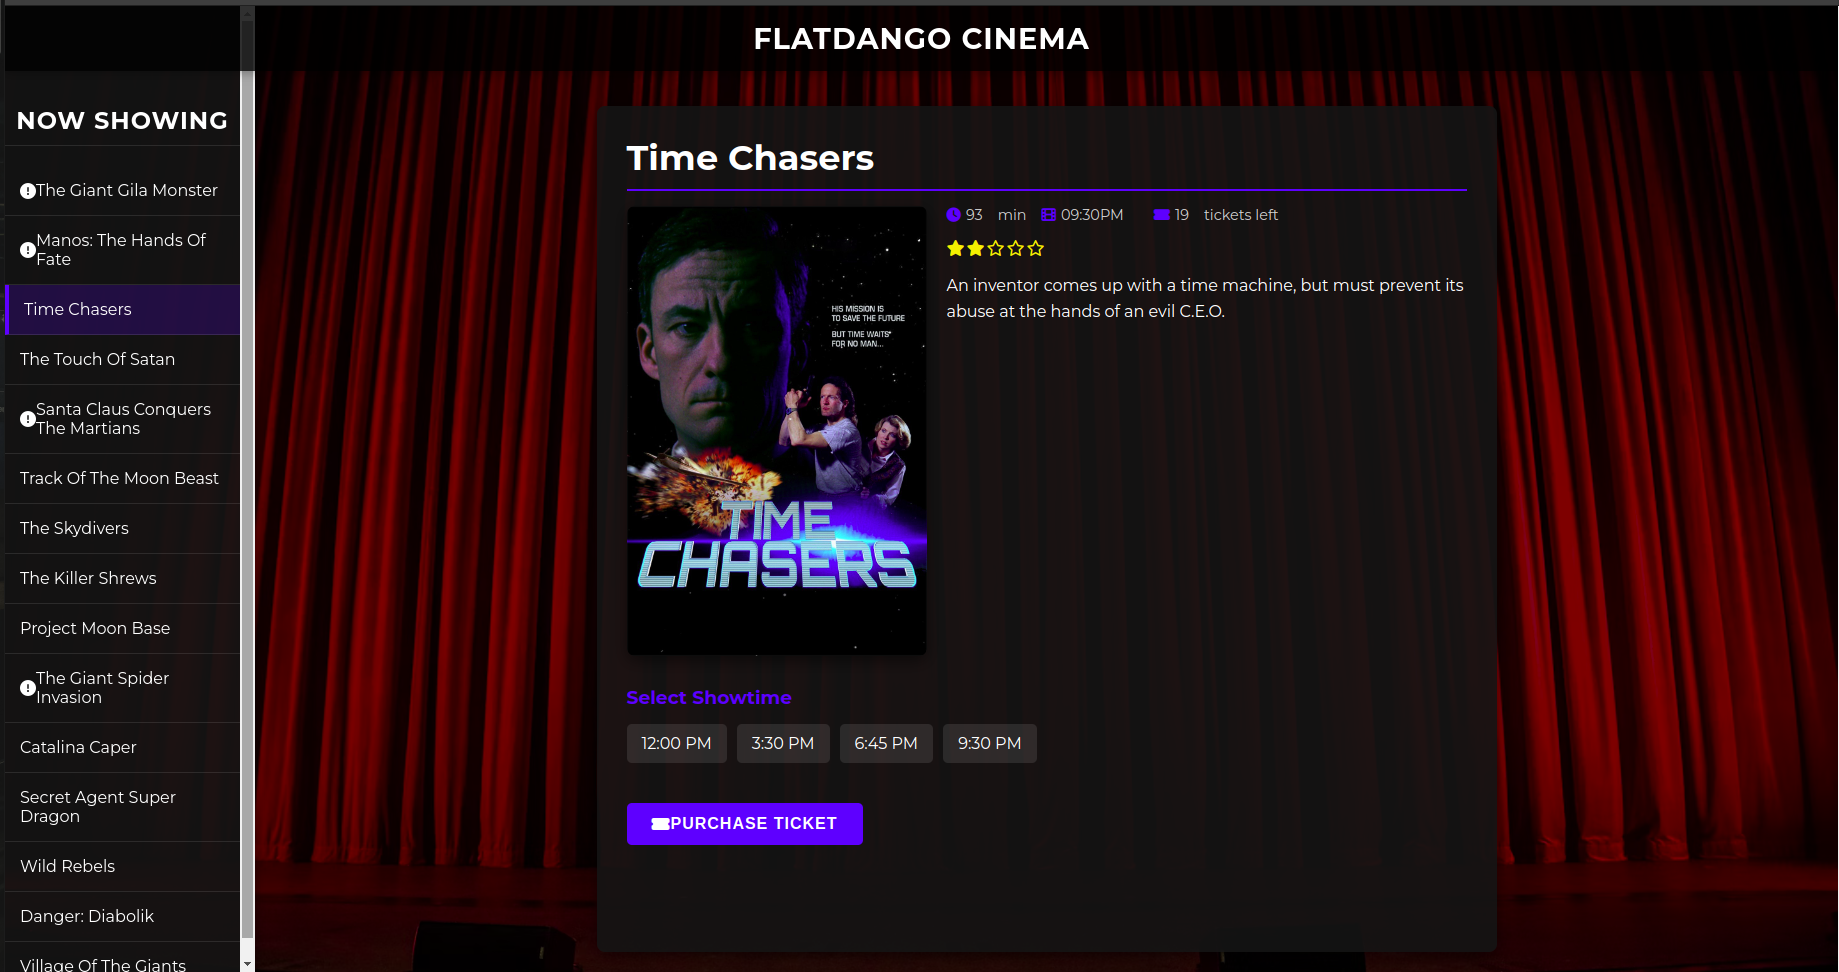 FLATDANGO CINEMA
NOW SHOWING
The Giant Gila Monster
Manos: The Hands Of
Fate
Time Chasers
The Touch Of Satan
Santa Claus Conquers
The Martians
Track Of The Moon Beast
The Skydivers
The Killer Shrews
Project Moon Base
The Giant Spider
Invasion
Catalina Caper
Secret Agent Super
Dragon
Wild Rebels
Danger: Diabolik
Village Of The Giants
Time Chasers
93 min 09:30PM 19 tickets left
An inventor comes up with a time machine, but must prevent its
abuse at the hands of an evil C.E.O.
HIS MISSION IS
TO SAVE THE FUTURE
BUT TIME WAITS
FOR NO MAN...
TIME
CHASERS
Select Showtime
12:00 PM 3:30 PM 6:45 PM 9:30 PM
PURCHASE TICKET